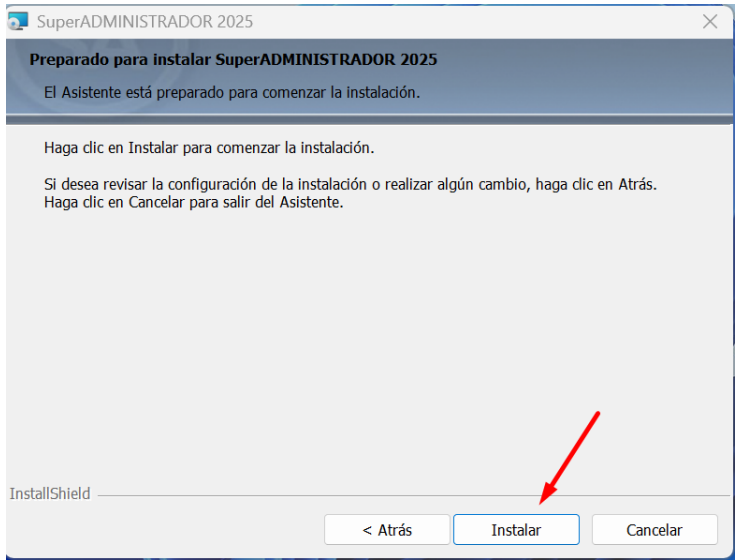 SuperADMINISTRADOR 2025
Preparado para instalar SuperADMINISTRADOR 2025
El Asistente está preparado para comenzar la instalación.
Haga clic en Instalar para comenzar la instalación.
Si desea revisar la configuración de la instalación o realizar algún cambio, haga clic en Atrás.
Haga clic en Cancelar para salir del Asistente.
InstallShield
< Atrás
Instalar
Cancelar